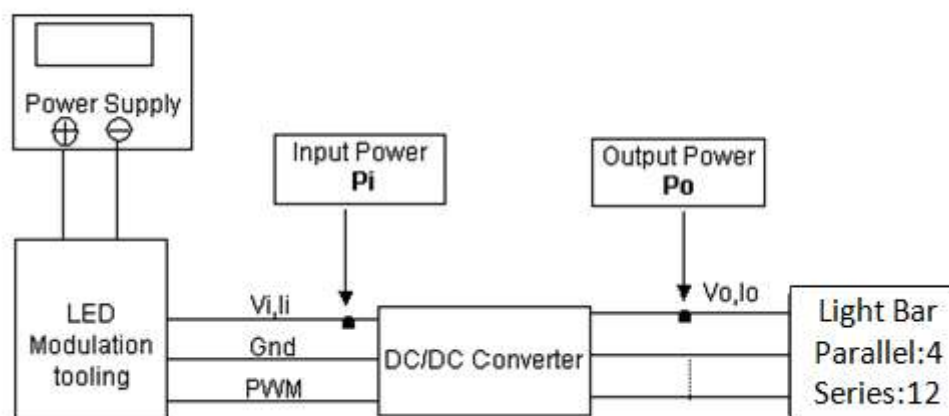 Power Supply
Input Power
Pi
Output Power
Po
LED
Modulation
tooling
Vi,Ii
Gnd
PWM
DC/DC Converter
Vo,Io
Light Bar
Parallel:4
Series:12